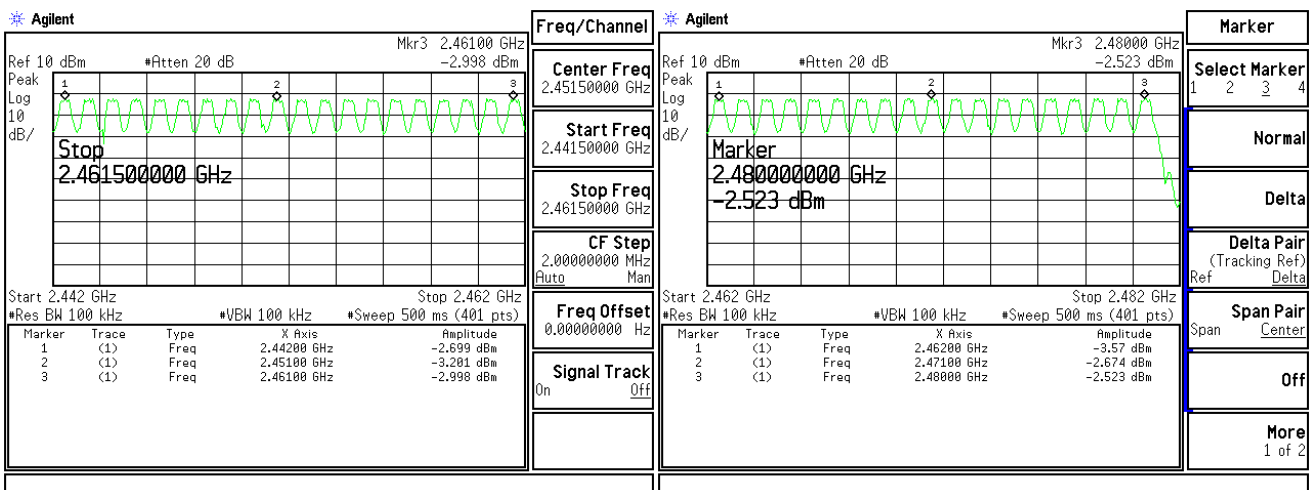 Agilent
Freq/Channel
Mkr3 2.46100 GHz
Ref 10 dBm #Atten 20 dB -2.998 dBm
Peak
Log
10
dB/
1 2 3
Stop
2.461500000 GHz
Start 2.442 GHz Stop 2.462 GHz
#Res BW 100 kHz #VBW 100 kHz #Sweep 500 ms (401 pts)
Marker Trace Type X Axis Amplitude
1 (1) Freq 2.44200 GHz -2.699 dBm
2 (1) Freq 2.45100 GHz -3.201 dBm
3 (1) Freq 2.46100 GHz -2.998 dBm
Center Freq
2.45150000 GHz
Start Freq
2.44150000 GHz
Stop Freq
2.46150000 GHz
CF Step
2.00000000 MHz
Auto Man
Freq Offset
0.00000000 Hz
Signal Track
On Off
Agilent
Marker
Mkr3 2.48000 GHz
Ref 10 dBm #Atten 20 dB -2.523 dBm
Peak
Log
10
dB/
1 2 3
Marker
2.480000000 GHz
-2.523 dBm
Start 2.462 GHz Stop 2.482 GHz
#Res BW 100 kHz #VBW 100 kHz #Sweep 500 ms (401 pts)
Marker Trace Type X Axis Amplitude
1 (1) Freq 2.46200 GHz -3.57 dBm
2 (1) Freq 2.47100 GHz -2.674 dBm
3 (1) Freq 2.48000 GHz -2.523 dBm
Select Marker
1 2 3 4
Normal
Delta
Delta Pair
(Tracking Ref)
Ref Delta
Span Pair
Span Center
Off
More
1 of 2